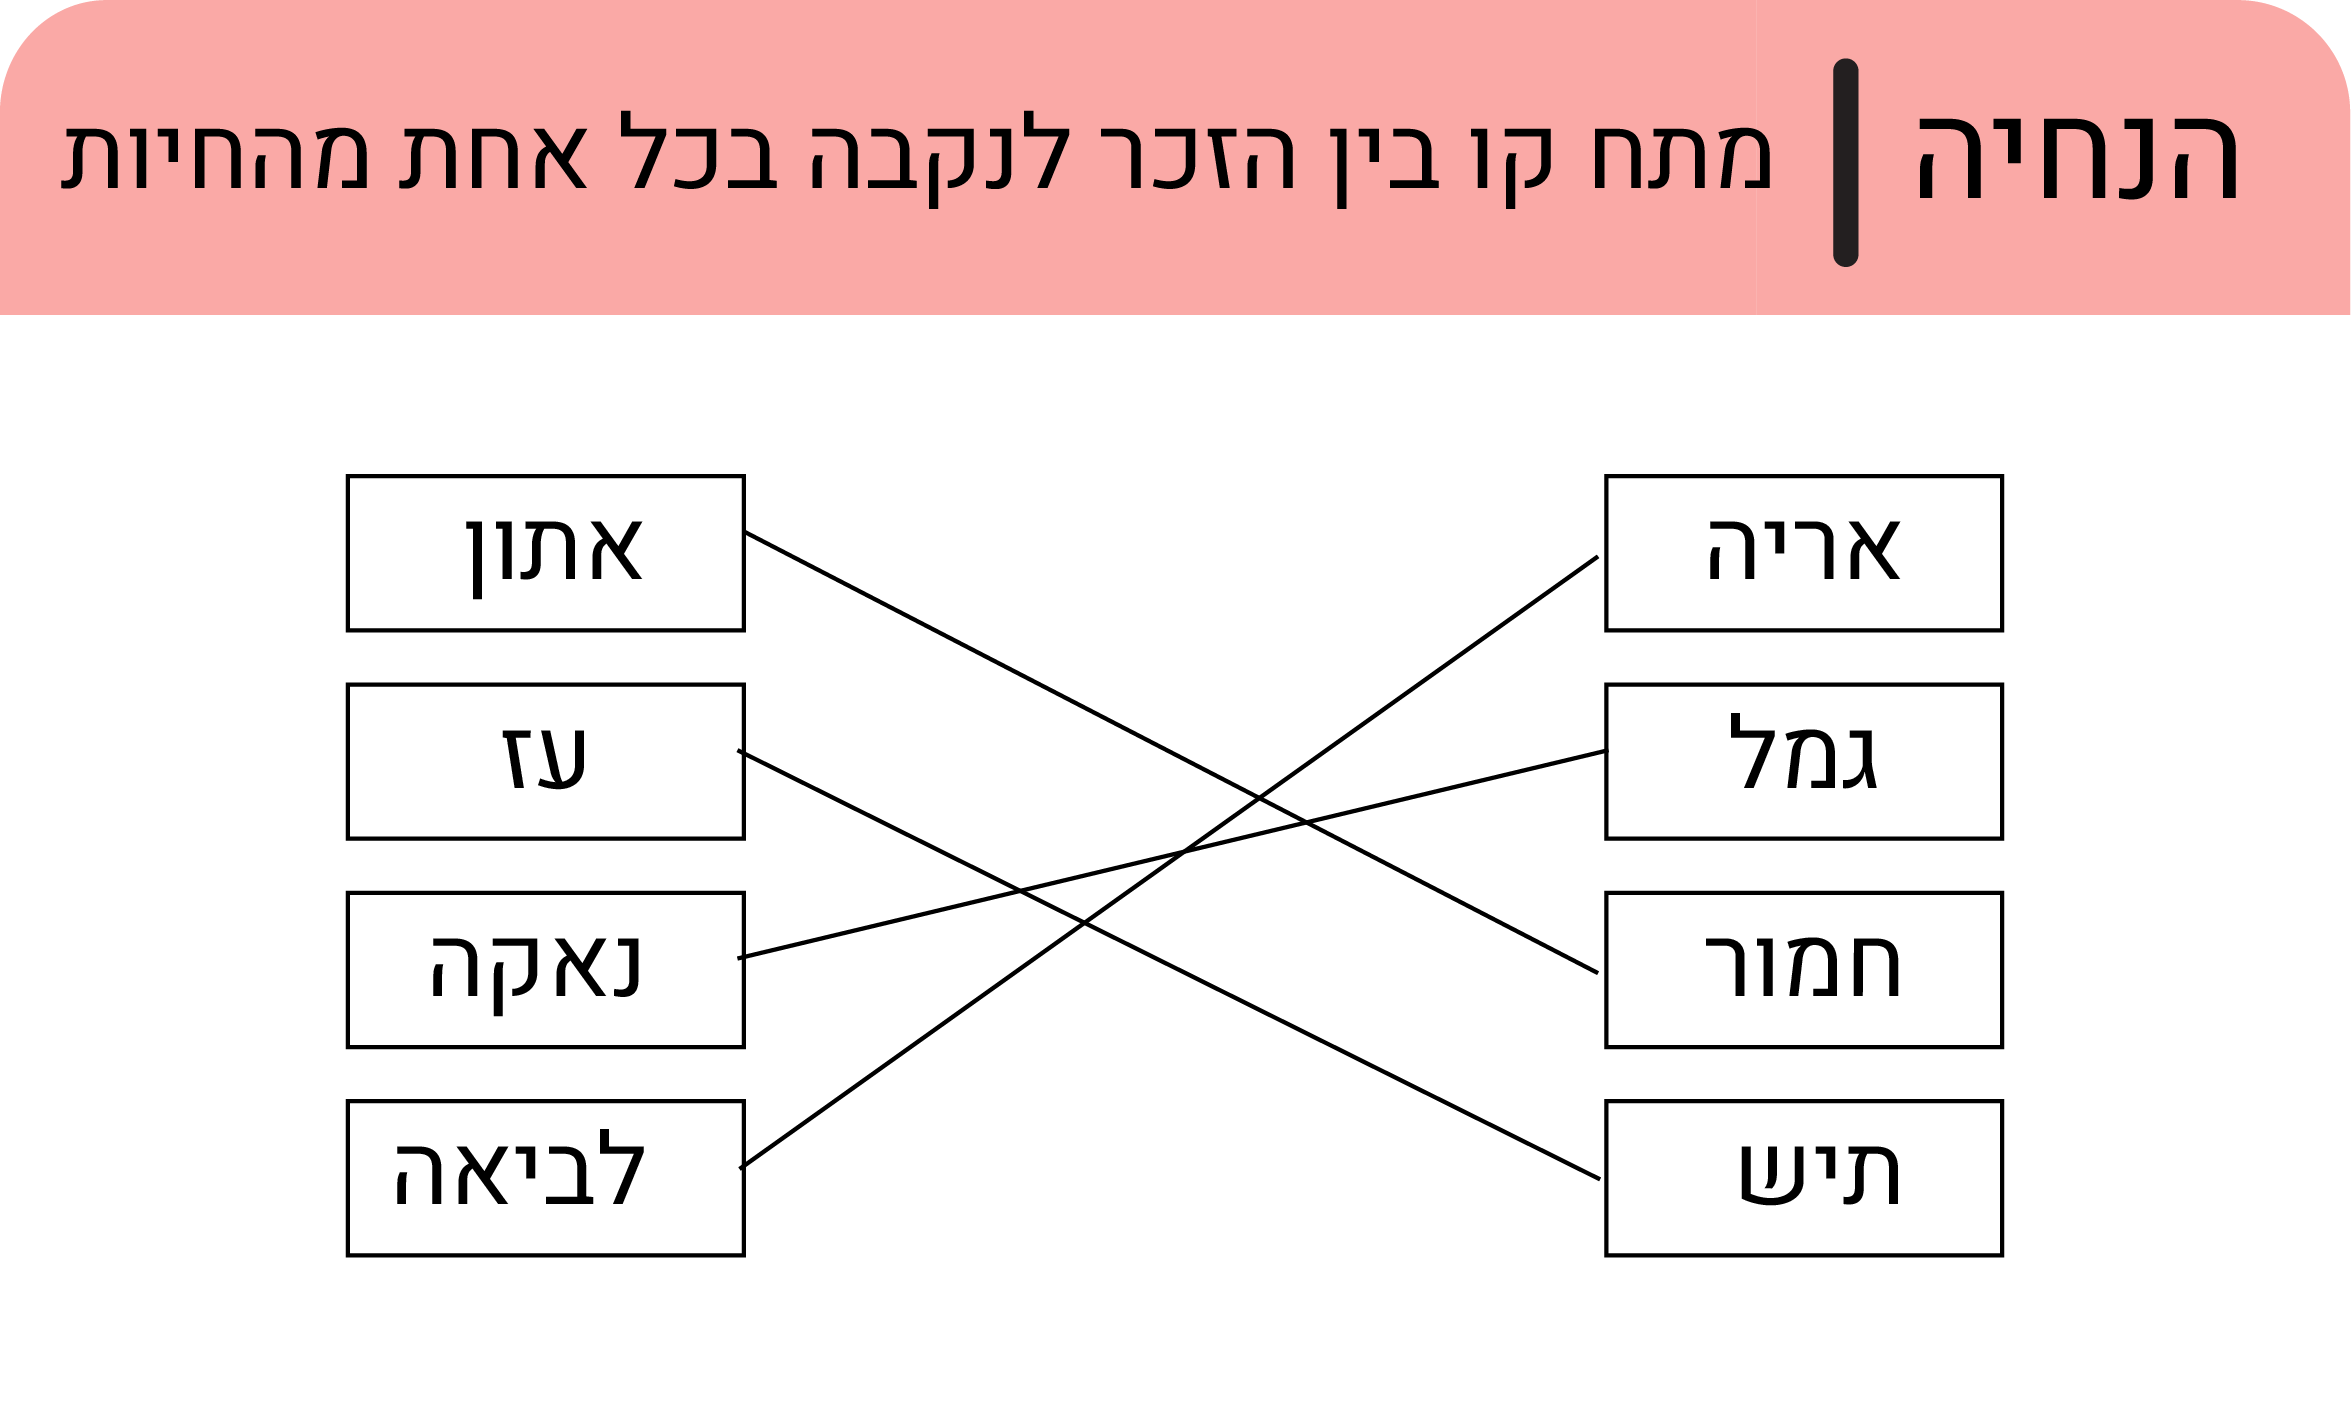 הנחיה
מתח קו בין הזכר לנקבה בכל אחת מהחיות
אריה
אתון
גמל
עז
חמור
נאקה
תיש
לביאה